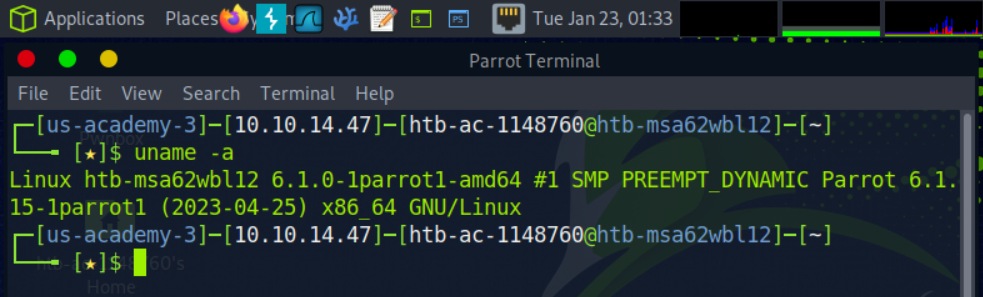 Applications Places Tue Jan 23, 01:33
Parrot Terminal
File Edit View Search Terminal Help
┌─[us-academy-3]─[10.10.14.47]─[htb-ac-1148760@htb-msa62wbl12]─[~]
└──╼ [★]$ uname -a
Linux htb-msa62wbl12 6.1.0-1parrot1-amd64 #1 SMP PREEMPT_DYNAMIC Parrot 6.1.
15-1parrot1 (2023-04-25) x86_64 GNU/Linux
┌─[us-academy-3]─[10.10.14.47]─[htb-ac-1148760@htb-msa62wbl12]─[~]
└──╼ [★]$
Home